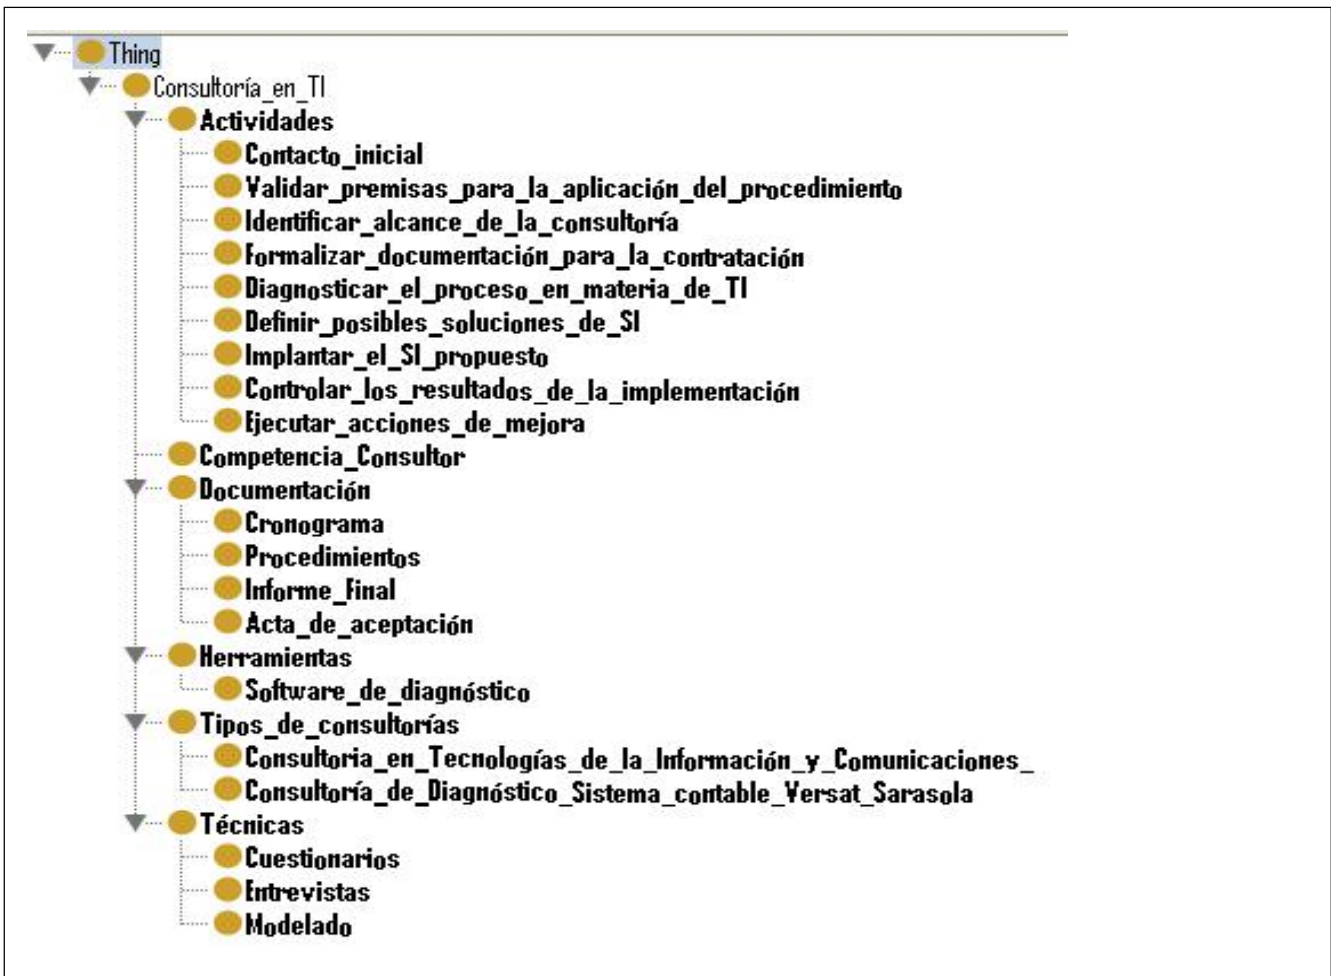 Thing
Consultoría_en_TI
Actividades
Contacto_inicial
Validar_premisas_para_la_aplicación_del_procedimiento
Identificar_alcance_de_la_consultoría
Formalizar_documentación_para_la_contratación
Diagnosticar_el_proceso_en_materia_de_TI
Definir_posibles_soluciones_de_SI
Implantar_el_SI_propuesto
Controlar_los_resultados_de_la_implementación
Ejecutar_acciones_de_mejora
Competencia_Consultor
Documentación
Cronograma
Procedimientos
Informe_Final
Acta_de_aceptación
Herramientas
Software_de_diagnóstico
Tipos_de_consultorías
Consultoria_en_Tecnologías_de_la_Información_y_Comunicaciones_
Consultoría_de_Diagnóstico_Sistema_contable_Versat_Sarasola
Técnicas
Cuestionarios
Entrevistas
Modelado